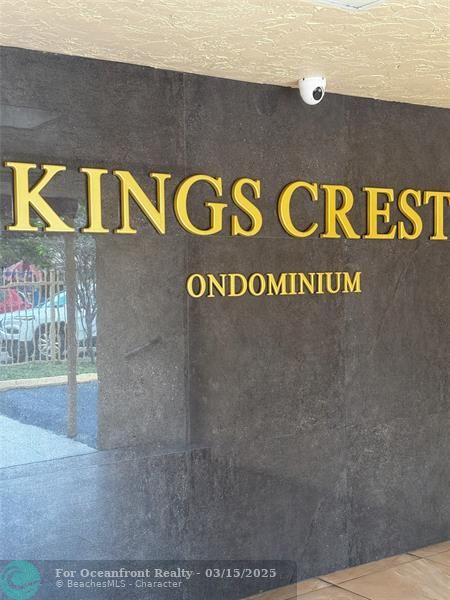 KINGS CREST
ONDOMINIUM
For Oceanfront Realty - 03/15/2025
© BeachesMLS - Character